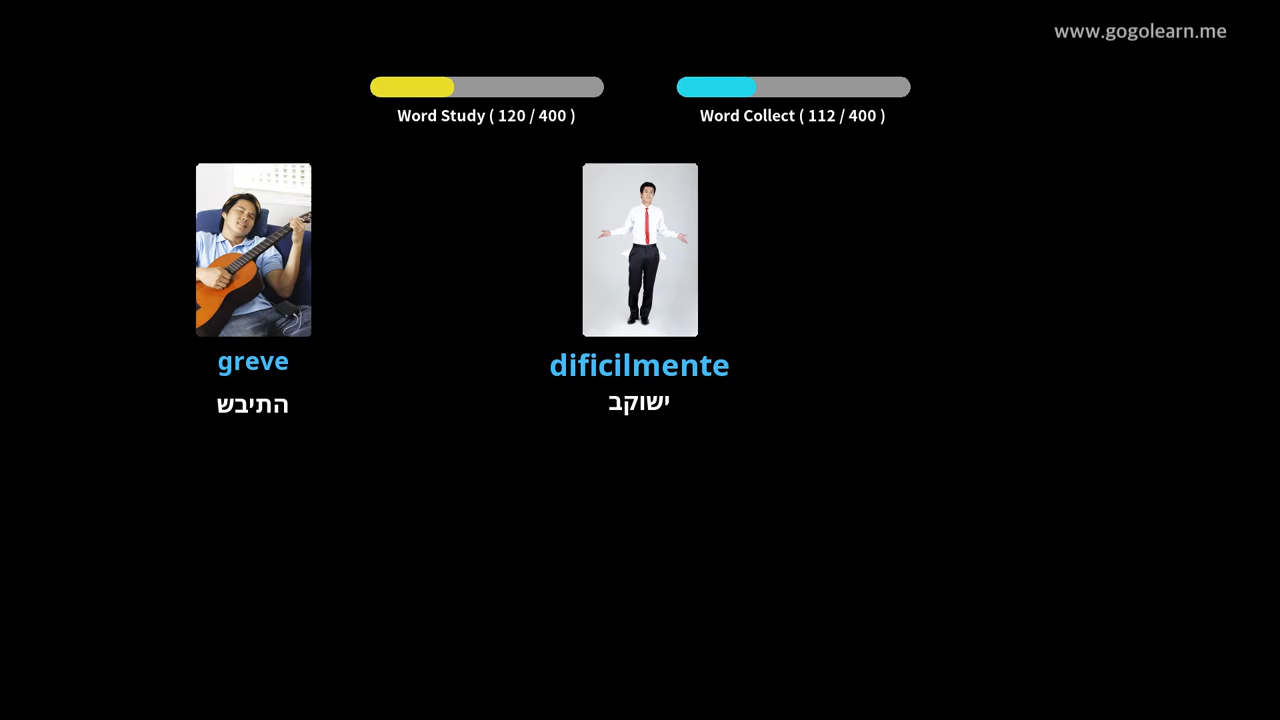 www.gogolearn.me
Word Study ( 120 / 400 )
Word Collect ( 112 / 400 )
greve
התיבש
dificilmente
ישוקב